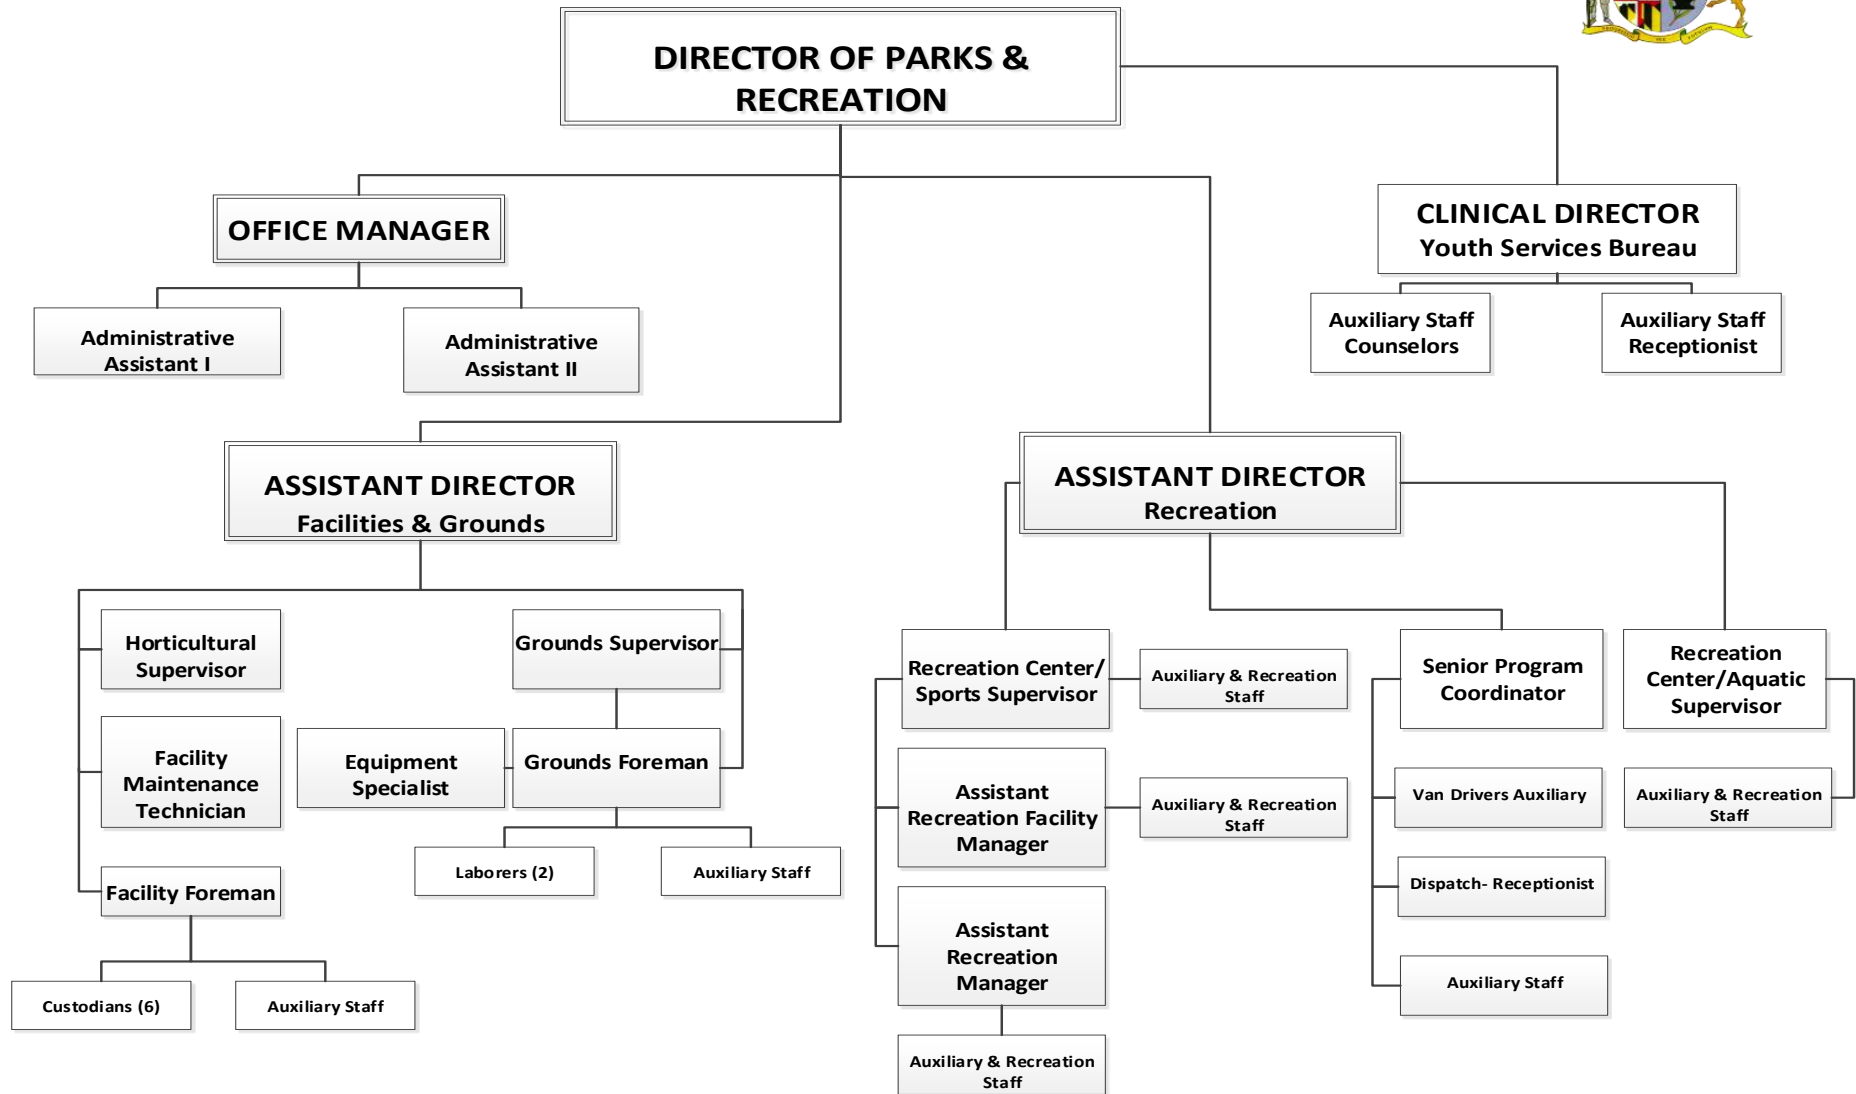 DIRECTOR OF PARKS &
RECREATION
OFFICE MANAGER
CLINICAL DIRECTOR
Youth Services Bureau
Administrative
Assistant I
Administrative
Assistant II
Auxiliary Staff
Counselors
Auxiliary Staff
Receptionist
ASSISTANT DIRECTOR
Facilities & Grounds
ASSISTANT DIRECTOR
Recreation
Horticultural
Supervisor
Grounds Supervisor
Facility
Maintenance
Technician
Equipment
Specialist
Grounds Foreman
Laborers (2)
Auxiliary Staff
Facility Foreman
Custodians (6)
Auxiliary Staff
Recreation Center/
Sports Supervisor
Auxiliary & Recreation
Staff
Assistant
Recreation Facility
Manager
Auxiliary & Recreation
Staff
Assistant
Recreation
Manager
Auxiliary & Recreation
Staff
Senior Program
Coordinator
Van Drivers Auxiliary
Dispatch- Receptionist
Auxiliary Staff
Recreation
Center/Aquatic
Supervisor
Auxiliary & Recreation
Staff